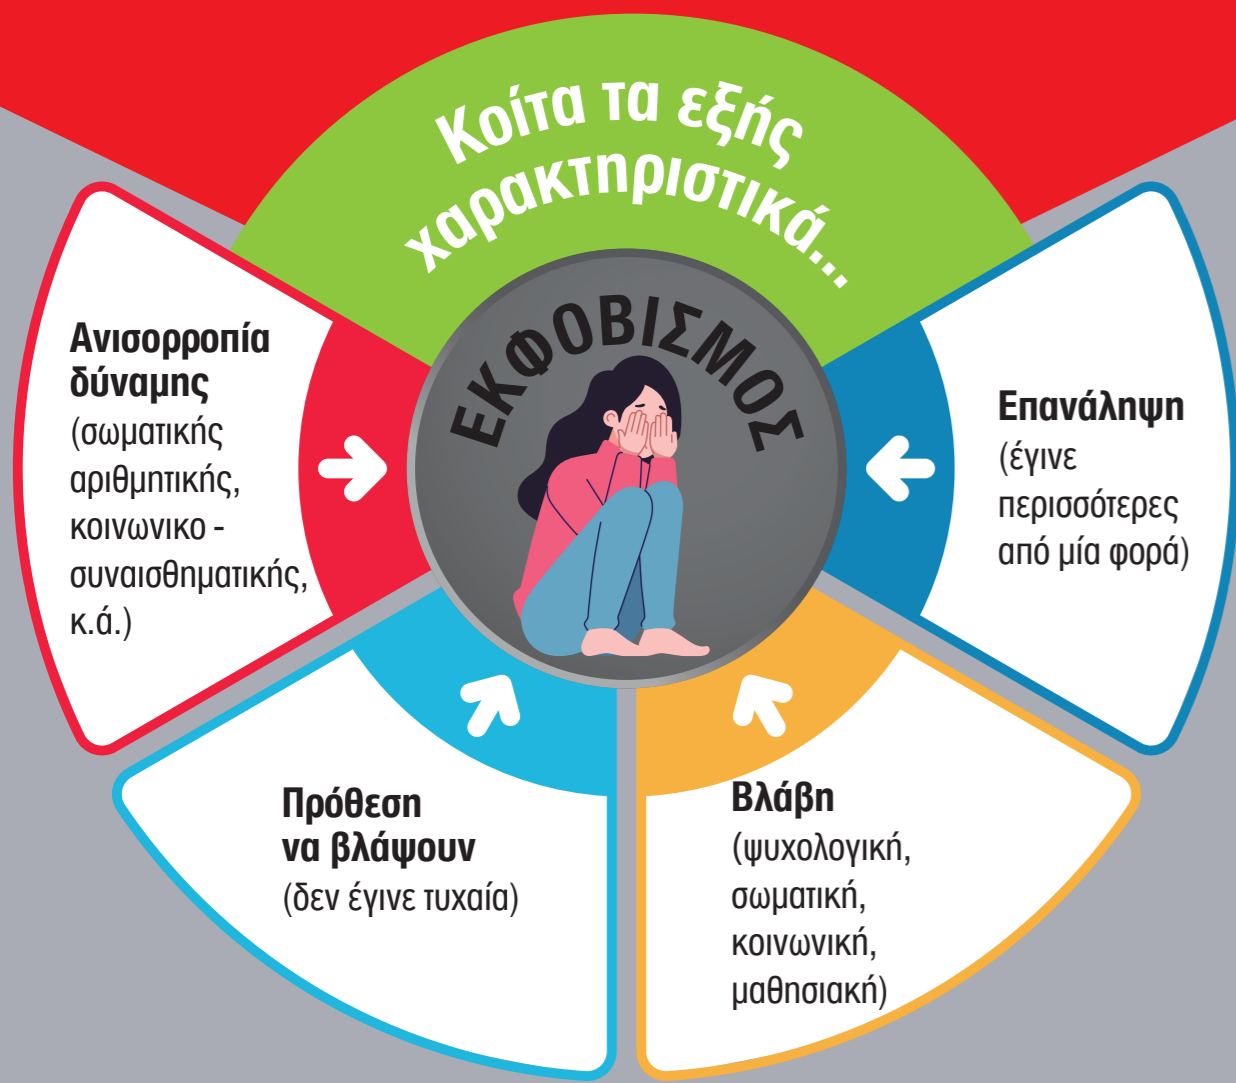 Κοίτα τα εξής
χαρακτηριστικά...
ΕΚΦΟΒΙΣΜΟΣ
Ανισορροπία
δύναμης
(σωματικής
αριθμητικής,
κοινωνικο -
συναισθηματικής,
κ.ά.)
Πρόθεση
να βλάψουν
(δεν έγινε τυχαία)
Βλάβη
(ψυχολογική,
σωματική,
κοινωνική,
μαθησιακή)
Επανάληψη
(έγινε
περισσότερες
από μία φορά)